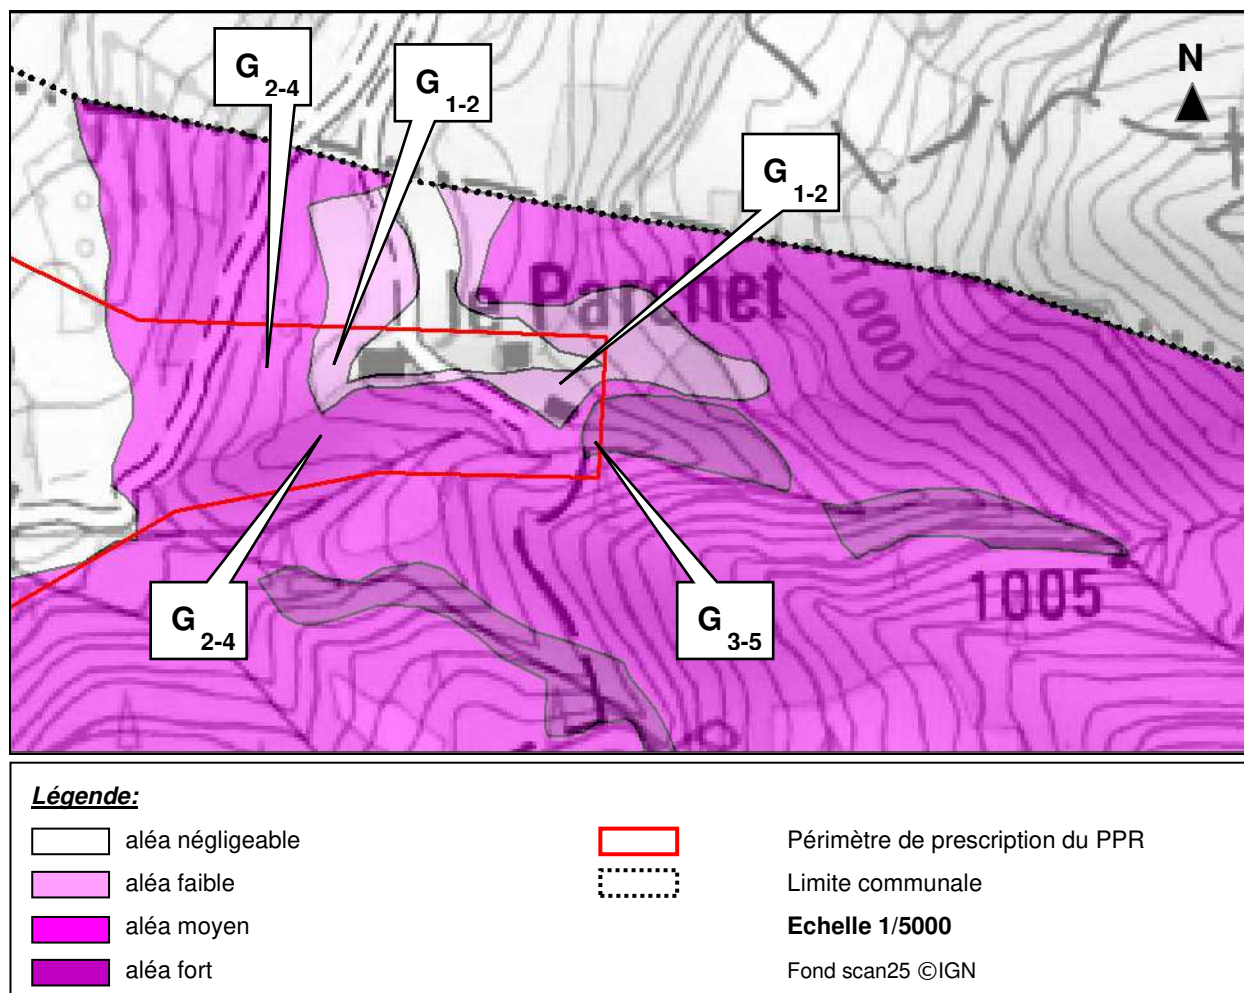 G 2-4
G 1-2
N
G 1-2
le Parchet
1000
1005
G 2-4
G 3-5
Légende:
aléa négligeable
Périmètre de prescription du PPR
aléa faible
Limite communale
aléa moyen
Echelle 1/5000
aléa fort
Fond scan25 ©IGN